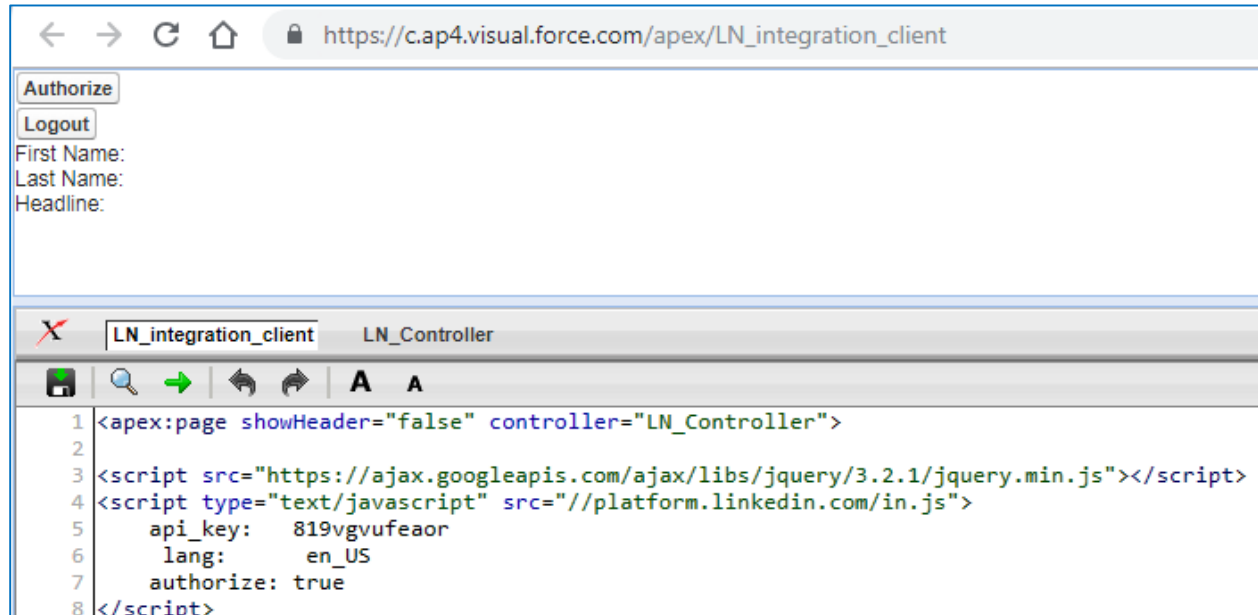 https://c.ap4.visual.force.com/apex/LN_integration_client
Authorize
Logout
First Name:
Last Name:
Headline:
LN_integration_client LN_Controller
A A
1 <apex:page showHeader="false" controller="LN_Controller">
2
3 <script src="https://ajax.googleapis.com/ajax/libs/jquery/3.2.1/jquery.min.js"></script>
4 <script type="text/javascript" src="//platform.linkedin.com/in.js">
5 api_key: 819vgvufeaor
6 lang: en_US
7 authorize: true
8 </script>